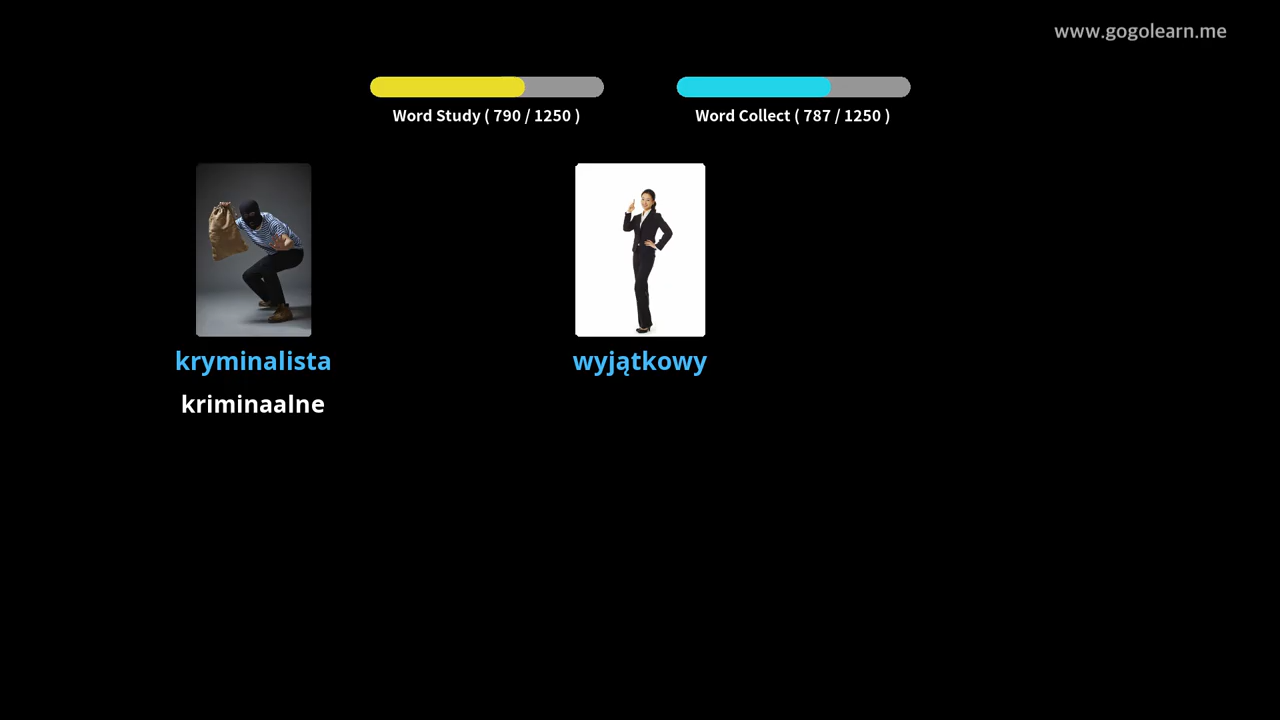 www.gogolearn.me
Word Study ( 790 / 1250 )
Word Collect ( 787 / 1250 )
kryminalista
wyjątkowy
kriminaalne